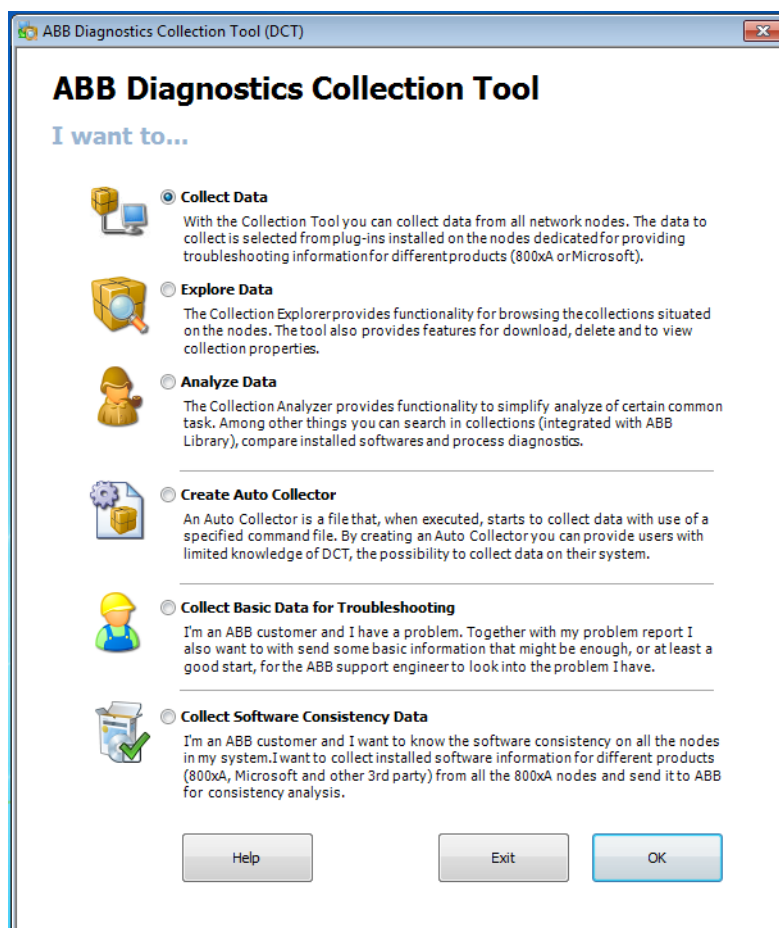 ABB Diagnostics Collection Tool (DCT)
ABB Diagnostics Collection Tool
I want to...
Collect Data
With the Collection Tool you can collect data from all network nodes. The data to
collect is selected from plug-ins installed on the nodes dedicated for providing
troubleshooting information for different products (800xA or Microsoft).
Explore Data
The Collection Explorer provides functionality for browsing the collections situated
on the nodes. The tool also provides features for download, delete and to view
collection properties.
Analyze Data
The Collection Analyzer provides functionality to simplify analyze of certain common
task. Among other things you can search in collections (integrated with ABB
Library), compare installed softwares and process diagnostics.
Create Auto Collector
An Auto Collector is a file that, when executed, starts to collect data with use of a
specified command file. By creating an Auto Collector you can provide users with
limited knowledge of DCT, the possibility to collect data on their system.
Collect Basic Data for Troubleshooting
I'm an ABB customer and I have a problem. Together with my problem report I
also want to with send some basic information that might be enough, or at least a
good start, for the ABB support engineer to look into the problem I have.
Collect Software Consistency Data
I'm an ABB customer and I want to know the software consistency on all the nodes
in my system.I want to collect installed software information for different products
(800xA, Microsoft and other 3rd party) from all the 800xA nodes and send it to ABB
for consistency analysis.
Help
Exit
OK